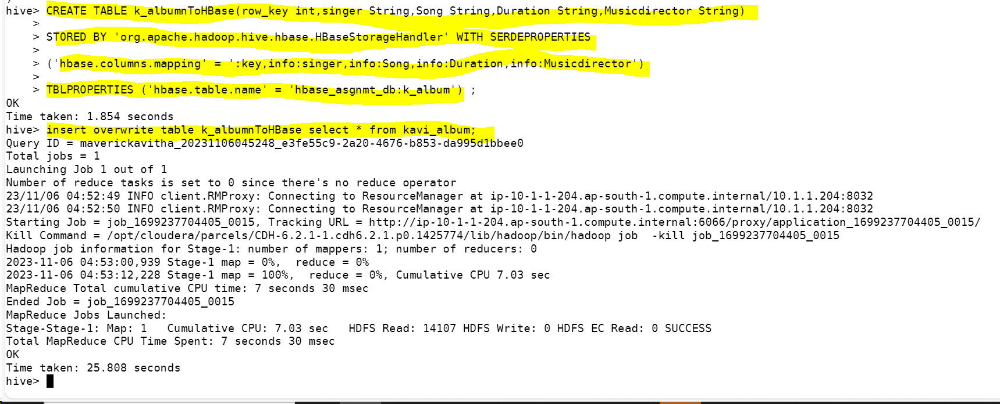 hive> CREATE TABLE k_albumnToHBase(row_key int,singer String,Song String,Duration String,Musicdirector String)
>
> STORED BY 'org.apache.hadoop.hive.hbase.HBaseStorageHandler' WITH SERDEPROPERTIES
>
> ('hbase.columns.mapping' = ':key,info:singer,info:Song,info:Duration,info:Musicdirector')
>
> TBLPROPERTIES ('hbase.table.name' = 'hbase_asgnmt_db:k_album') ;
OK
Time taken: 1.854 seconds
hive> insert overwrite table k_albumnToHBase select * from kavi_album;
Query ID = maverickavitha_20231106045248_e3fe55c9-2a20-4676-b853-da995d1bbee0
Total jobs = 1
Launching Job 1 out of 1
Number of reduce tasks is set to 0 since there's no reduce operator
23/11/06 04:52:49 INFO client.RMProxy: Connecting to ResourceManager at ip-10-1-1-204.ap-south-1.compute.internal/10.1.1.204:8032
23/11/06 04:52:50 INFO client.RMProxy: Connecting to ResourceManager at ip-10-1-1-204.ap-south-1.compute.internal/10.1.1.204:8032
Starting Job = job_1699237704405_0015, Tracking URL = http://ip-10-1-1-204.ap-south-1.compute.internal:6066/proxy/application_1699237704405_0015/
Kill Command = /opt/cloudera/parcels/CDH-6.2.1-1.cdh6.2.1.p0.1425774/lib/hadoop/bin/hadoop job  -kill job_1699237704405_0015
Hadoop job information for Stage-1: number of mappers: 1; number of reducers: 0
2023-11-06 04:53:00,939 Stage-1 map = 0%,  reduce = 0%
2023-11-06 04:53:12,228 Stage-1 map = 100%,  reduce = 0%, Cumulative CPU 7.03 sec
MapReduce Total cumulative CPU time: 7 seconds 30 msec
Ended Job = job_1699237704405_0015
MapReduce Jobs Launched:
Stage-Stage-1: Map: 1   Cumulative CPU: 7.03 sec   HDFS Read: 14107 HDFS Write: 0 HDFS EC Read: 0 SUCCESS
Total MapReduce CPU Time Spent: 7 seconds 30 msec
OK
Time taken: 25.808 seconds
hive>